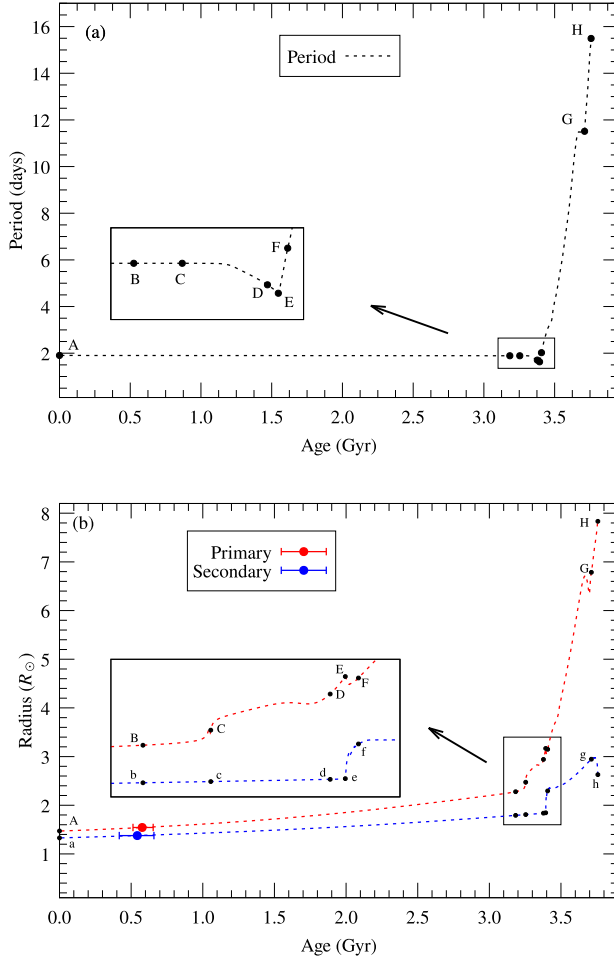 (a)
Period
16
14
12
10
8
6
4
2
Period (days)
H
G
F
B
C
D
E
A
0.0
0.5
1.0
1.5
2.0
2.5
3.0
3.5
Age (Gyr)
(b)
Primary
Secondary
8
7
6
5
4
3
2
1
Radius (R☉)
H
G
E
D
F
B
C
b
c
d
e
f
g
h
A
a
0.0
0.5
1.0
1.5
2.0
2.5
3.0
3.5
Age (Gyr)